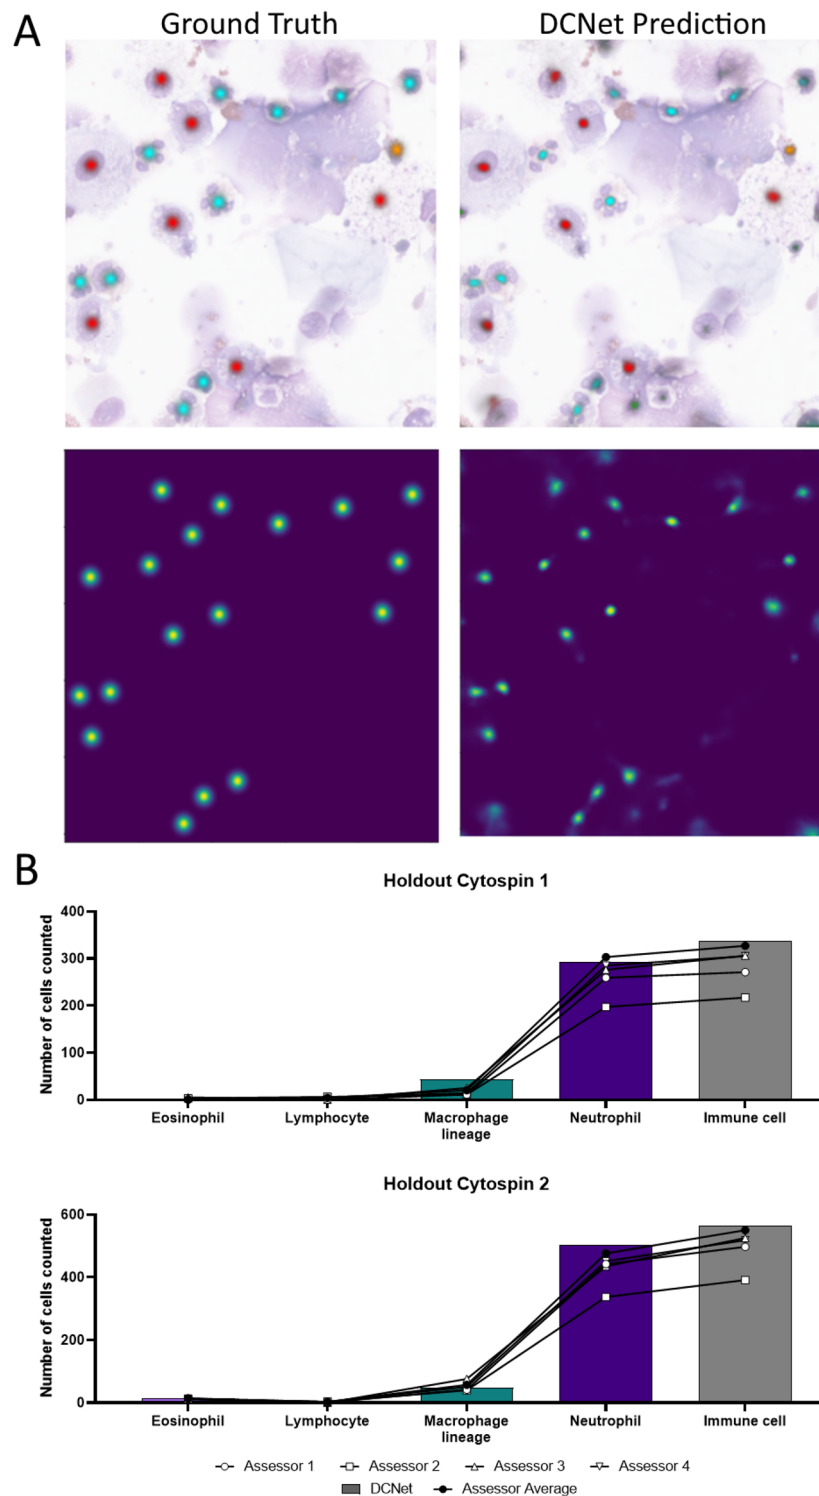 A
Ground Truth
DCNet Prediction
B
Holdout Cytospin 1
Number of cells counted
400
300
200
100
0
Eosinophil
Lymphocyte
Macrophage
lineage
Neutrophil
Immune cell
Holdout Cytospin 2
Number of cells counted
600
400
200
0
Eosinophil
Lymphocyte
Macrophage
lineage
Neutrophil
Immune cell
Assessor 1
Assessor 2
Assessor 3
Assessor 4
DCNet
Assessor Average